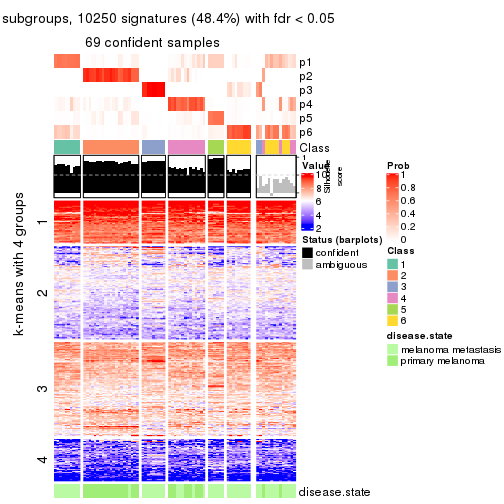 subgroups, 10250 signatures (48.4%) with fdr < 0.05
69 confident samples
p1
p2
p3
p4
p5
p6
Class
1
Silhouette
score
k-means with 4 groups
1
2
3
4
disease.state
Value
10
8
6
4
2
Status (barplots)
confident
ambiguous
Prob
1
0.8
0.6
0.4
0.2
0
Class
1
2
3
4
5
6
disease.state
melanoma metastasis
primary melanoma